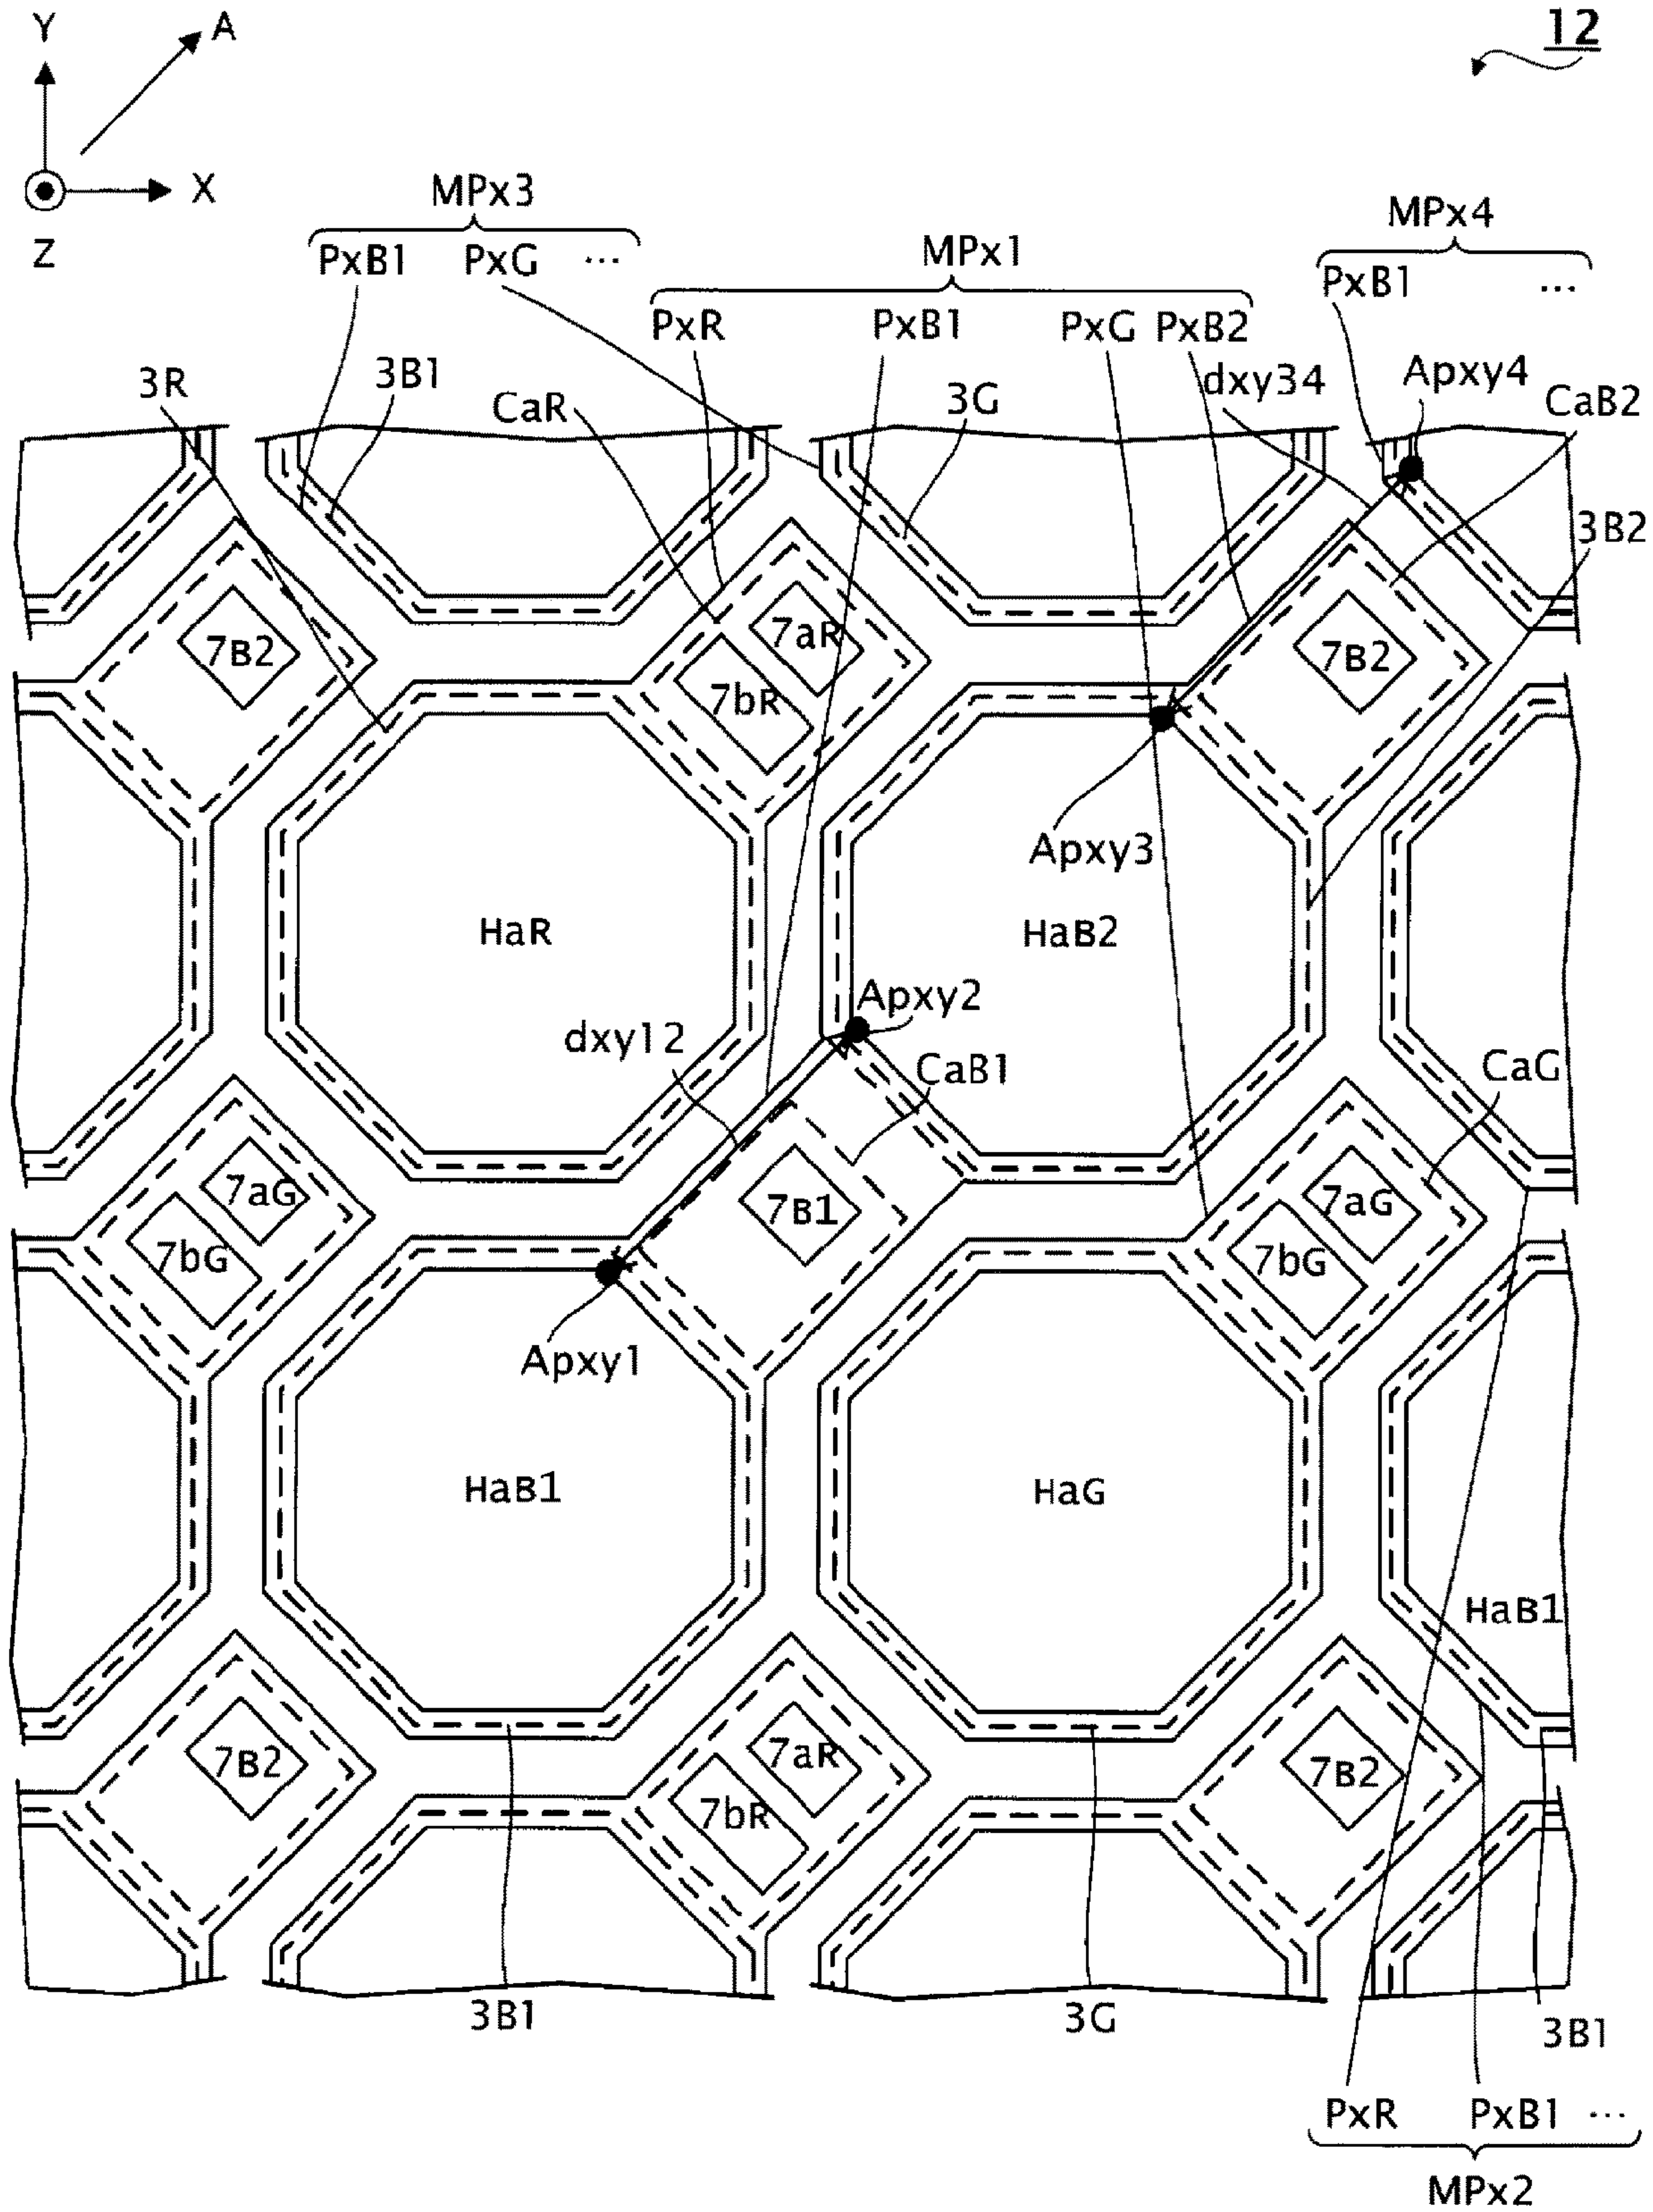 Y A 12
X
Z
MPx3
PxB1 PxG ...
MPx1
PxR PxB1 PxG PxB2
MPx4
PxB1 ...
3R 3B1 CaR 3G dxy34 Apxy4 CaB2
3B2
7B2 7aR 7B2
7bR
Apxy3
HaR HaB2
Apxy2
dxy12 CaB1 CaG
7aG 7B1 7aG
7bG 7bG
Apxy1
HaB1 HaG
HaB1
7B2 7aR 7B2
7bR
3B1 3G 3B1
PxR PxB1 ...
MPx2